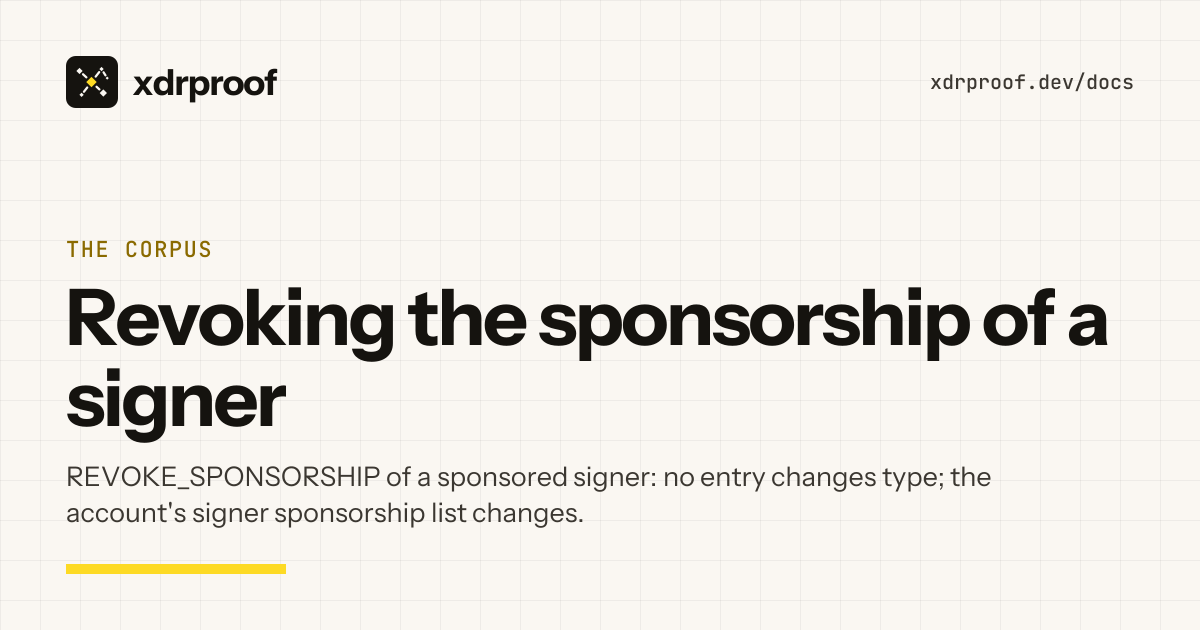 xdrproof
xdrproof.dev/docs
THE CORPUS
Revoking the sponsorship of a
signer
REVOKE_SPONSORSHIP of a sponsored signer: no entry changes type; the
account's signer sponsorship list changes.